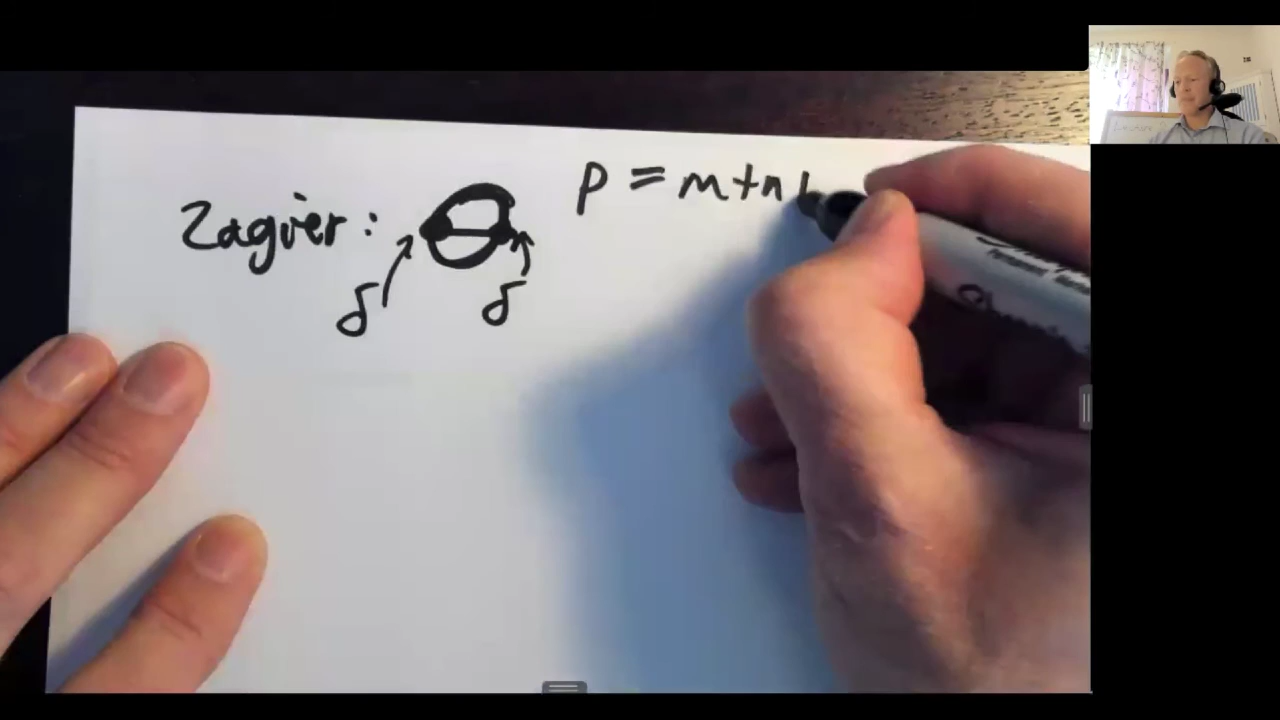 Zagier:
p = m+n
δ δ